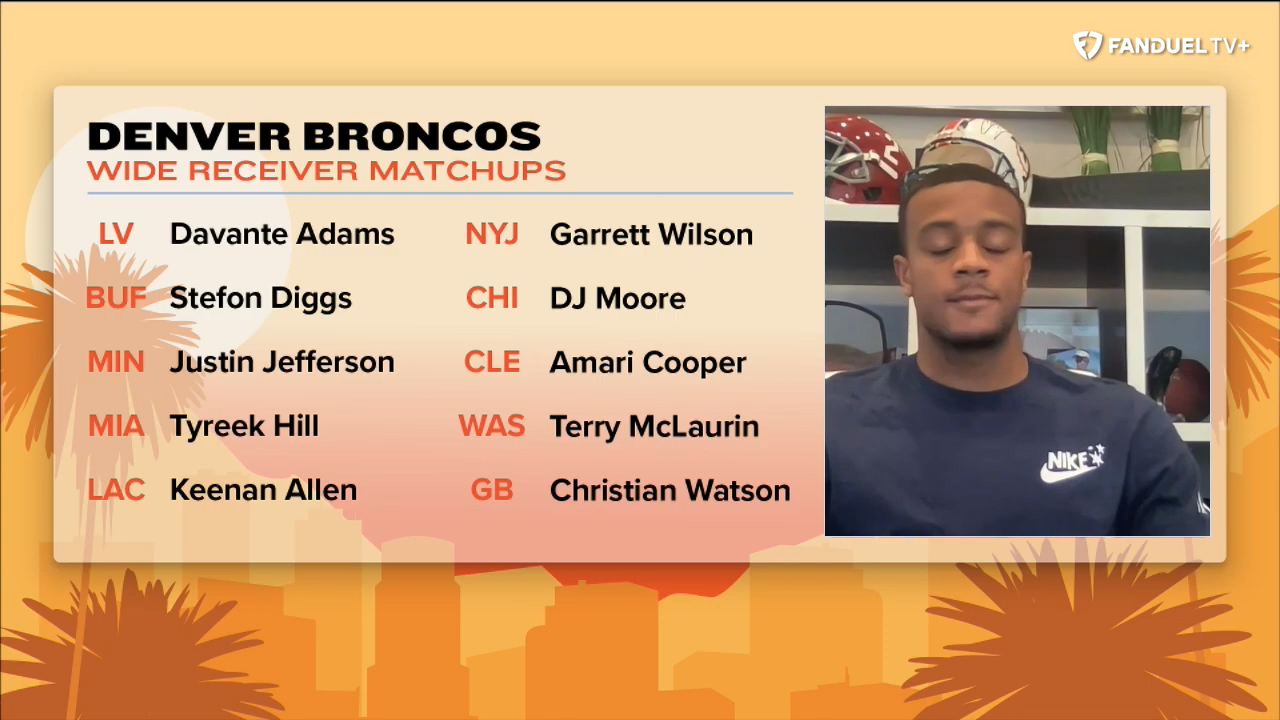 FANDUEL TV+
DENVER BRONCOS
WIDE RECEIVER MATCHUPS
LV Davante Adams
BUF Stefon Diggs
MIN Justin Jefferson
MIA Tyreek Hill
LAC Keenan Allen
NYJ Garrett Wilson
CHI DJ Moore
CLE Amari Cooper
WAS Terry McLaurin
GB Christian Watson
NIKE